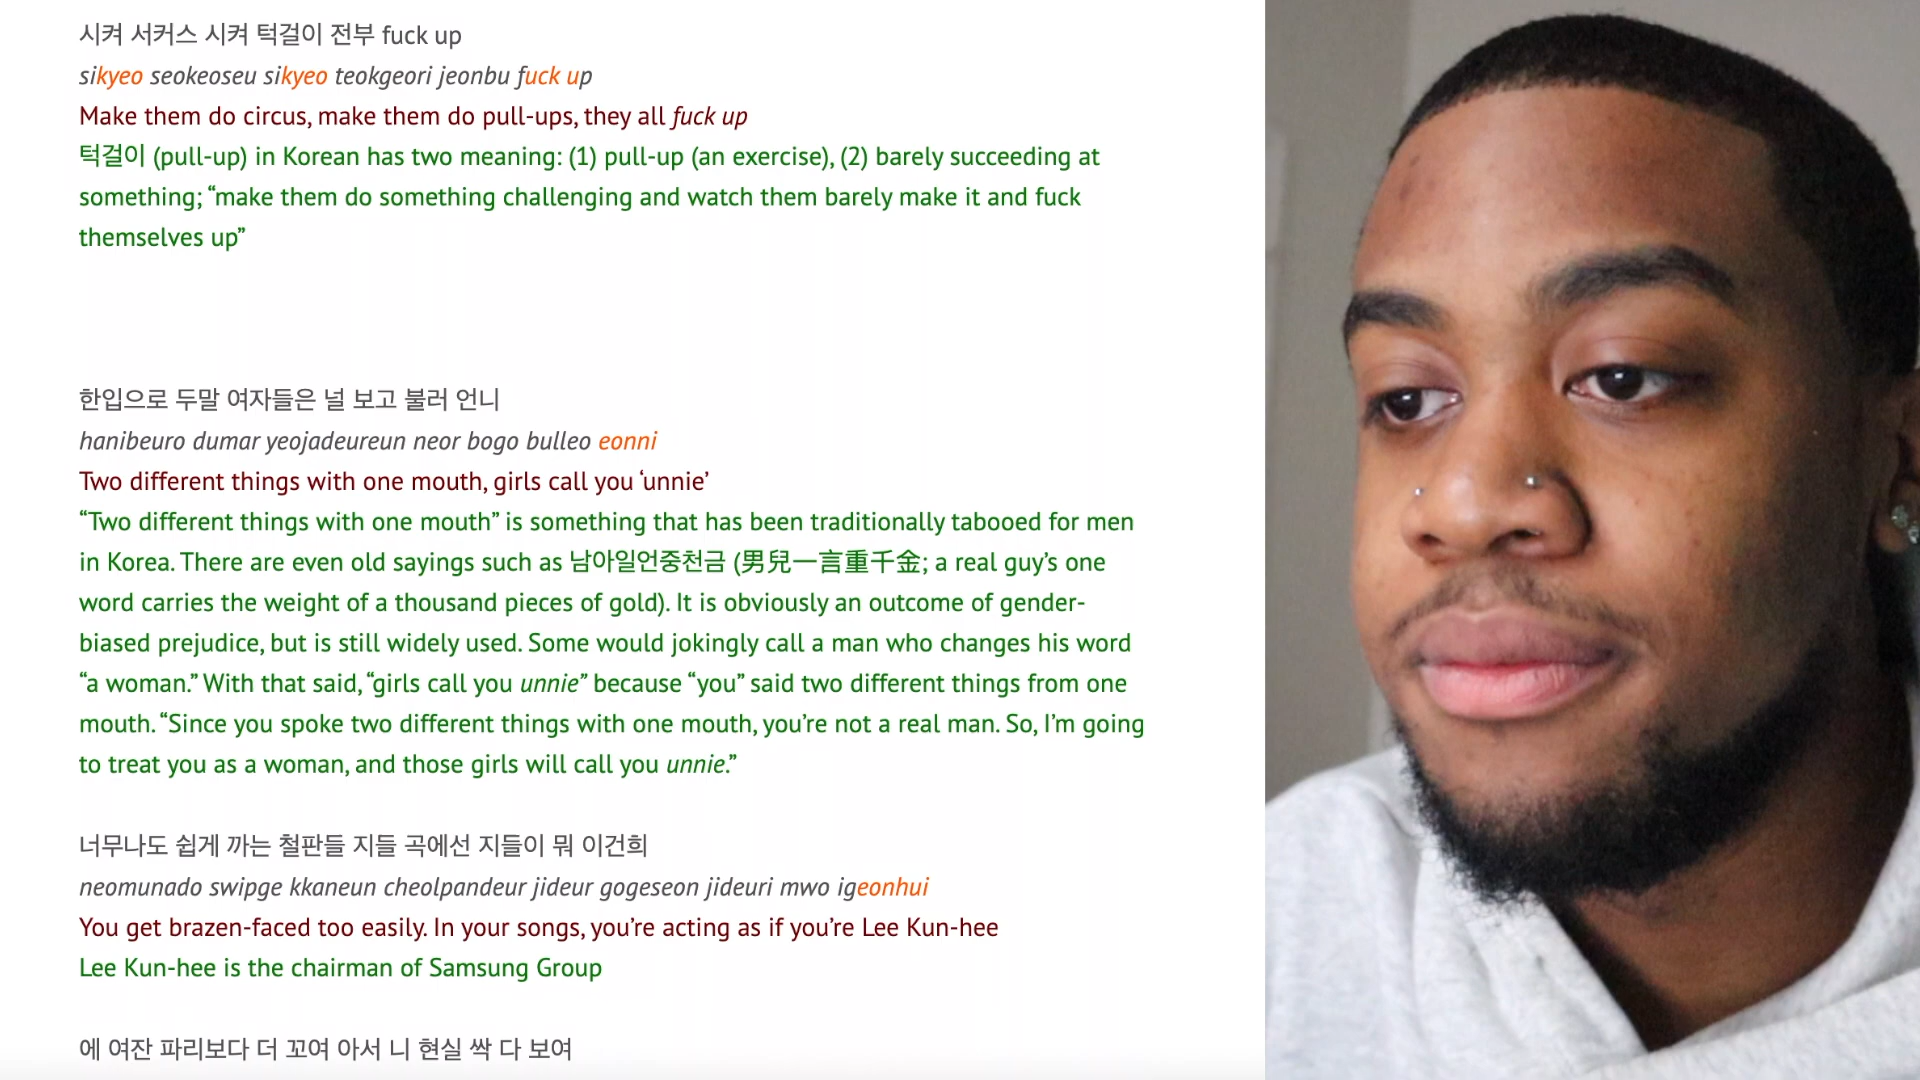 시켜 서커스 시켜 턱걸이 전부 fuck up
sikyeo seokeoseu sikyeo teokgeori jeonbu fuck up
Make them do circus, make them do pull-ups, they all fuck up
턱걸이 (pull-up) in Korean has two meaning: (1) pull-up (an exercise), (2) barely succeeding at
something; “make them do something challenging and watch them barely make it and fuck
themselves up”
한입으로 두말 여자들은 널 보고 불러 언니
hanibeuro dumar yeojadeureun neor bogo bulleo eonni
Two different things with one mouth, girls call you ‘unnie’
“Two different things with one mouth” is something that has been traditionally tabooed for men
in Korea. There are even old sayings such as 남아일언중천금 (男兒一言重千金; a real guy’s one
word carries the weight of a thousand pieces of gold). It is obviously an outcome of gender-
biased prejudice, but is still widely used. Some would jokingly call a man who changes his word
“a woman.” With that said, “girls call you unnie” because “you” said two different things from one
mouth. “Since you spoke two different things with one mouth, you’re not a real man. So, I’m going
to treat you as a woman, and those girls will call you unnie.”
너무나도 쉽게 까는 철판들 지들 곡에선 지들이 뭐 이건희
neomunado swipge kkaneun cheolpandeur jideur gogeseon jideuri mwo igeonhui
You get brazen-faced too easily. In your songs, you’re acting as if you’re Lee Kun-hee
Lee Kun-hee is the chairman of Samsung Group
에 여잔 파리보다 더 꼬여 아서 니 현실 싹 다 보여